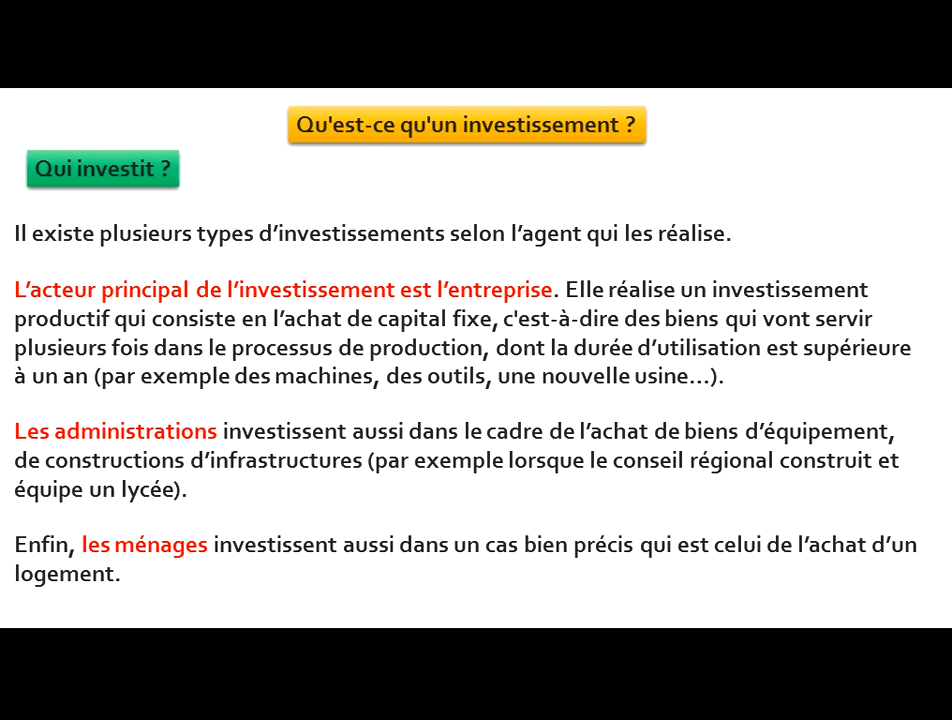 Qu'est-ce qu'un investissement ?
Qui investit ?
Il existe plusieurs types d’investissements selon l’agent qui les réalise.
L’acteur principal de l’investissement est l’entreprise. Elle réalise un investissement
productif qui consiste en l’achat de capital fixe, c'est-à-dire des biens qui vont servir
plusieurs fois dans le processus de production, dont la durée d’utilisation est supérieure
à un an (par exemple des machines, des outils, une nouvelle usine…).
Les administrations investissent aussi dans le cadre de l’achat de biens d’équipement,
de constructions d’infrastructures (par exemple lorsque le conseil régional construit et
équipe un lycée).
Enfin, les ménages investissent aussi dans un cas bien précis qui est celui de l’achat d’un
logement.